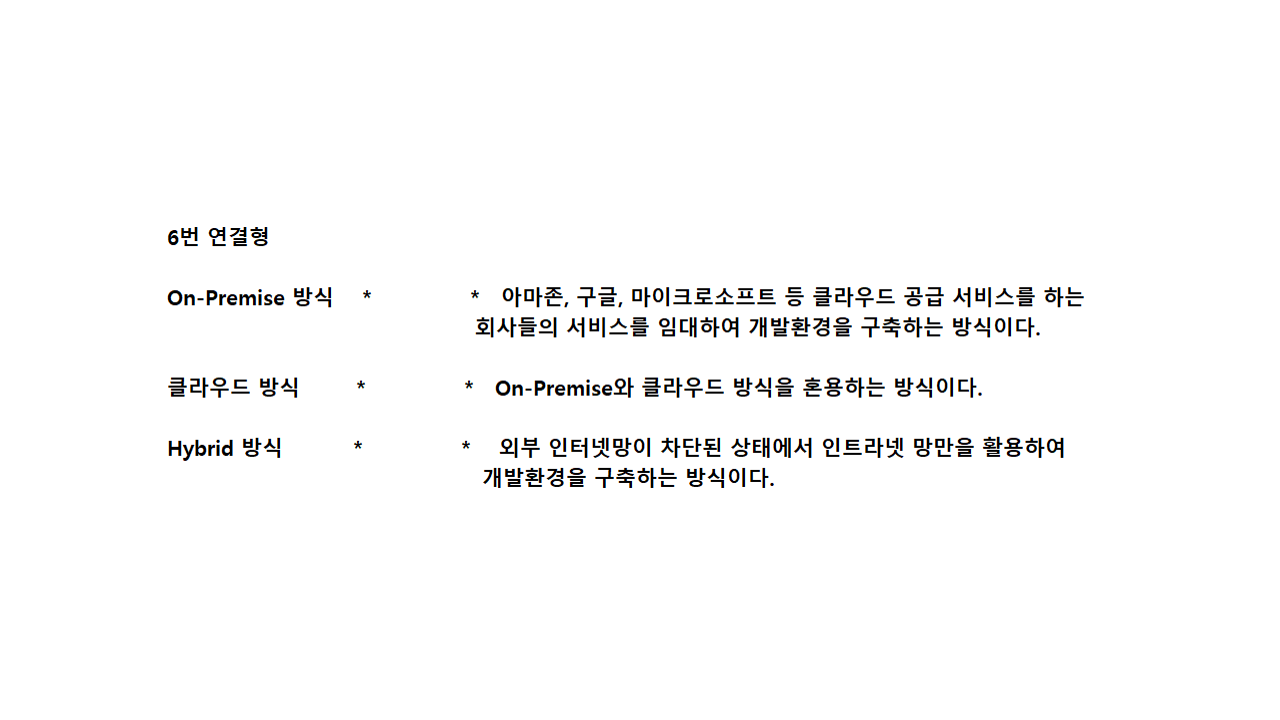 6번 연결형
On-Premise 방식 * * 아마존, 구글, 마이크로소프트 등 클라우드 공급 서비스를 하는
회사들의 서비스를 임대하여 개발환경을 구축하는 방식이다.
클라우드 방식 * * On-Premise와 클라우드 방식을 혼용하는 방식이다.
Hybrid 방식 * * 외부 인터넷망이 차단된 상태에서 인트라넷 망만을 활용하여
개발환경을 구축하는 방식이다.